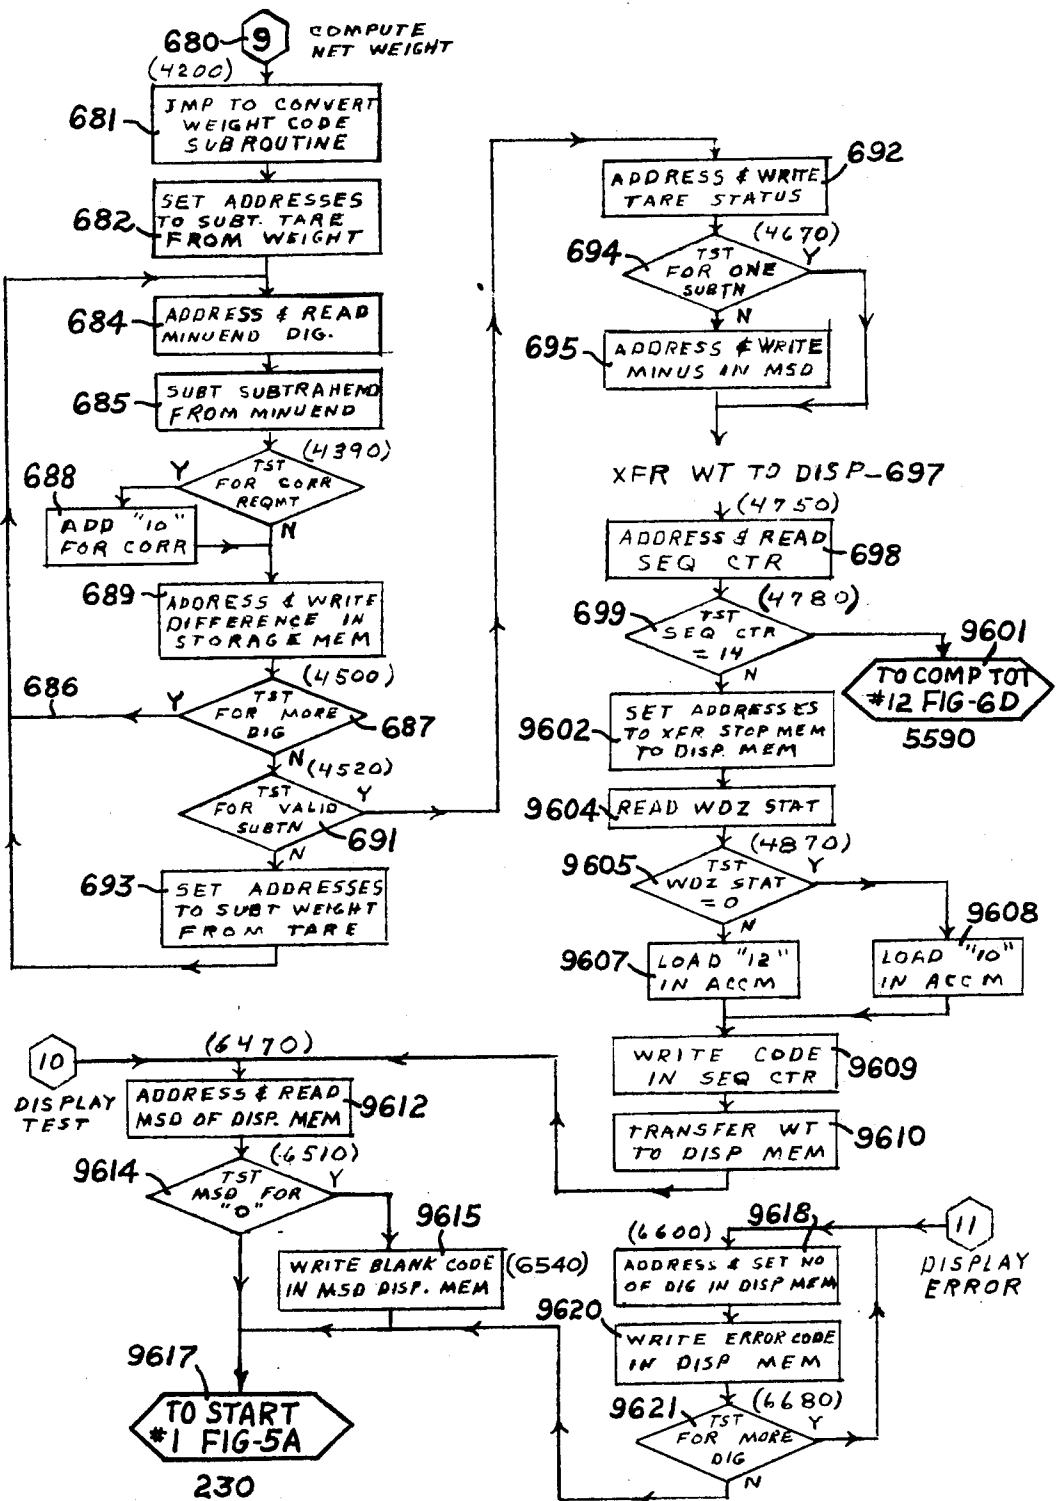 680
9
COMPUTE
NET WEIGHT
(4200)
681
JMP TO CONVERT
WEIGHT CODE
SUBROUTINE
682
SET ADDRESSES
TO SUBT. TARE
FROM WEIGHT
684
ADDRESS & READ
MINUEND DIG.
685
SUBT SUBTRAHEND
FROM MINUEND
(4390)
688
Y
TST
FOR CORR
REQMT
N
ADD "10"
FOR CORR
689
ADDRESS & WRITE
DIFFERENCE IN
STORAGE MEM
(4500)
686
Y
TST
FOR MORE
DIG
687
N
(4520)
TST
FOR VALID
SUBTN
Y
691
N
693
SET ADDRESSES
TO SUBT WEIGHT
FROM TARE
692
ADDRESS & WRITE
TARE STATUS
(4670)
694
TST
FOR ONE
SUBTN
Y
N
695
ADDRESS & WRITE
MINUS IN MSD
XFR WT TO DISP-697
(4750)
ADDRESS & READ
SEQ CTR
698
(4780)
699
TST
SEQ CTR
= 14
N
9601
TO COMP TOT
#12 FIG-6D
5590
9602
SET ADDRESSES
TO XFR STOP MEM
TO DISP. MEM
9604
READ WDZ STAT
(4870)
9605
TST
WDZ STAT
= 0
Y
N
9607
LOAD "12"
IN ACCM
9608
LOAD "10"
IN ACCM
WRITE CODE
IN SEQ CTR
9609
TRANSFER WT
TO DISP MEM
9610
10
DISPLAY
TEST
(6470)
ADDRESS & READ
MSD OF DISP. MEM
9612
(6510)
9614
TST
MSD FOR
"0"
Y
9615
WRITE BLANK CODE
IN MSD DISP. MEM
(6540)
9617
TO START
#1 FIG-5A
230
11
DISPLAY
ERROR
(6600)
9618
ADDRESS & SET NO
OF DIG IN DISP MEM
9620
WRITE ERROR CODE
IN DISP MEM
(6680)
9621
TST
FOR MORE
DIG
Y
N